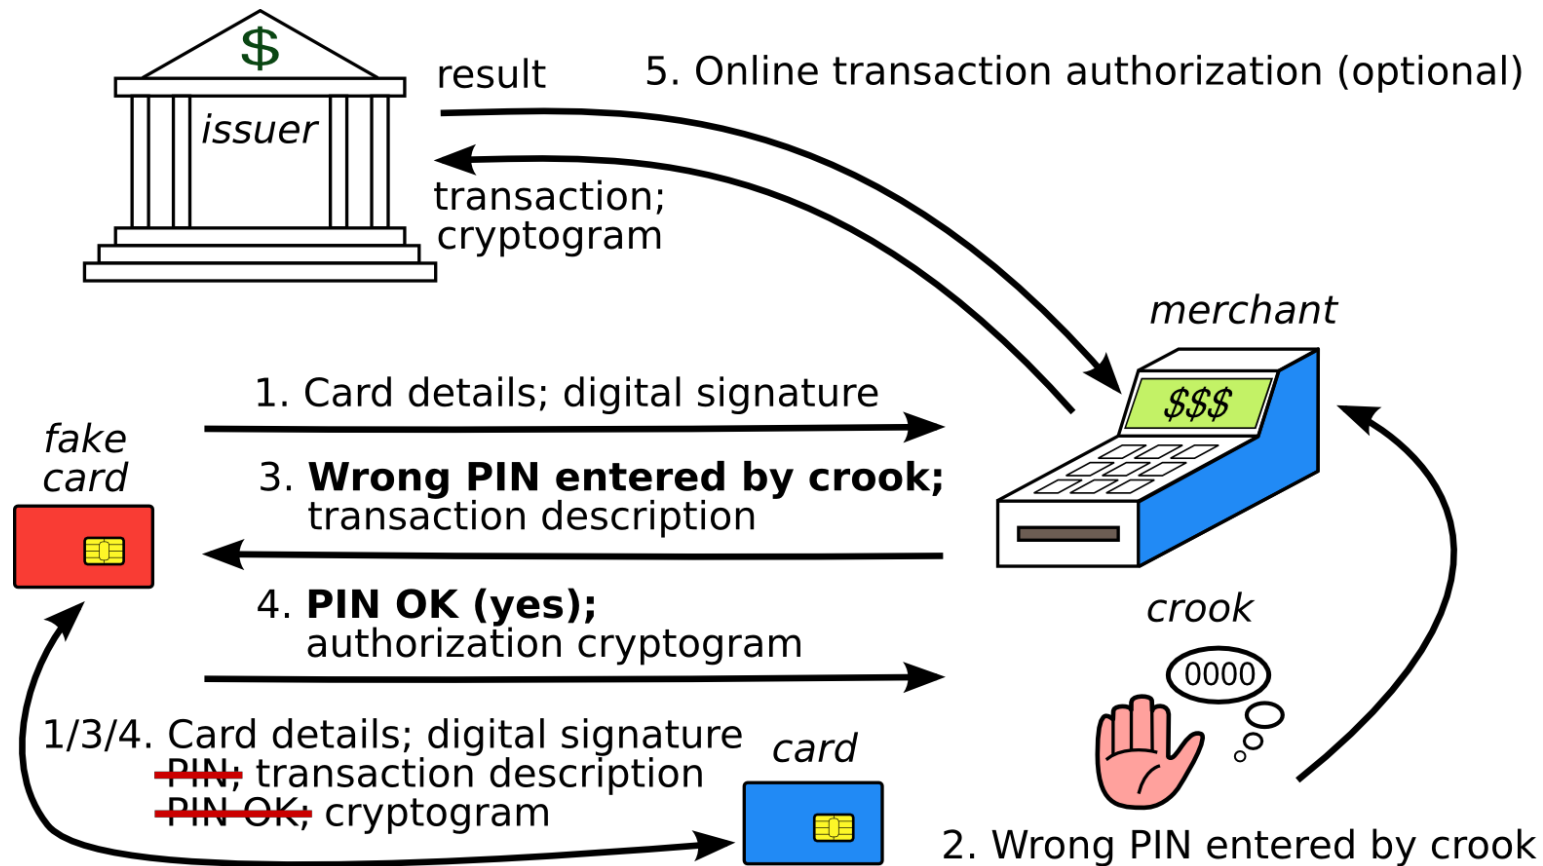 $
issuer
result
5. Online transaction authorization (optional)
transaction;
cryptogram
merchant
$$$
1. Card details; digital signature
fake
card
3. Wrong PIN entered by crook;
transaction description
4. PIN OK (yes);
authorization cryptogram
crook
0000
1/3/4. Card details; digital signature
PIN; transaction description
PIN OK; cryptogram
card
2. Wrong PIN entered by crook